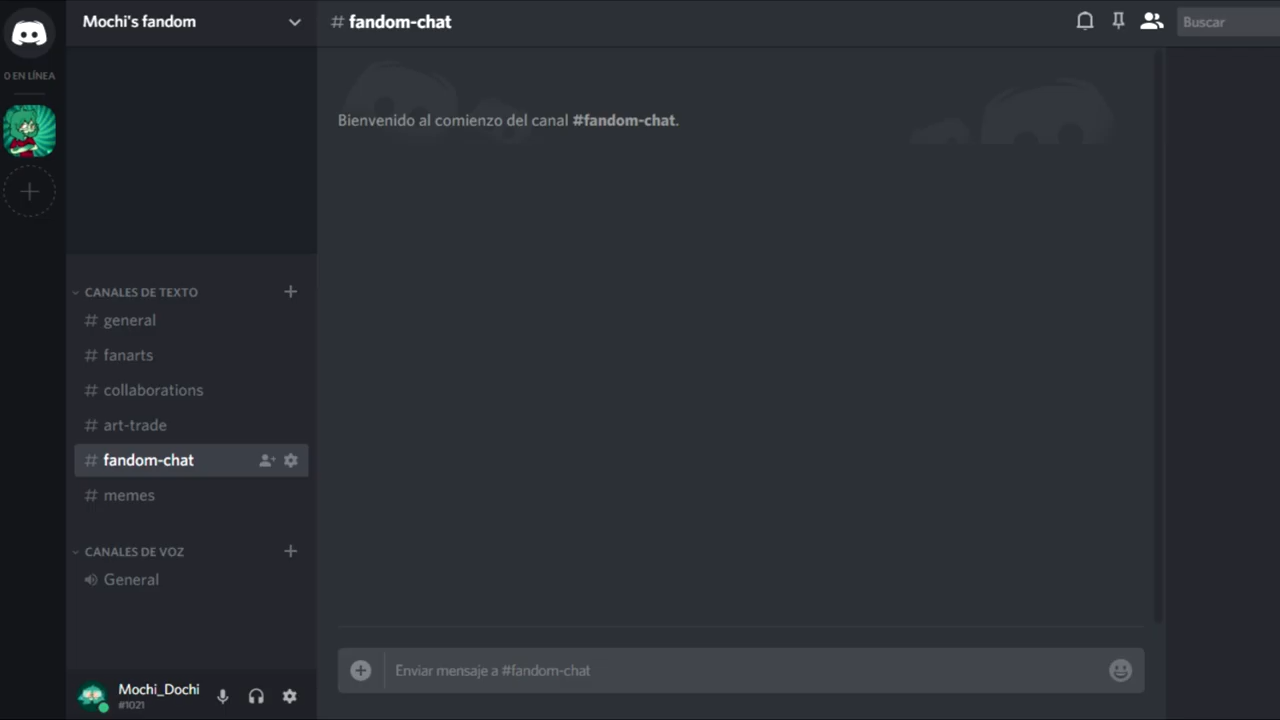 Mochi's fandom
# fandom-chat
Buscar
0 EN LÍNEA
Bienvenido al comienzo del canal #fandom-chat.
CANALES DE TEXTO
# general
# fanarts
# collaborations
# art-trade
# fandom-chat
# memes
CANALES DE VOZ
General
Enviar mensaje a #fandom-chat
Mochi_Dochi
#1021